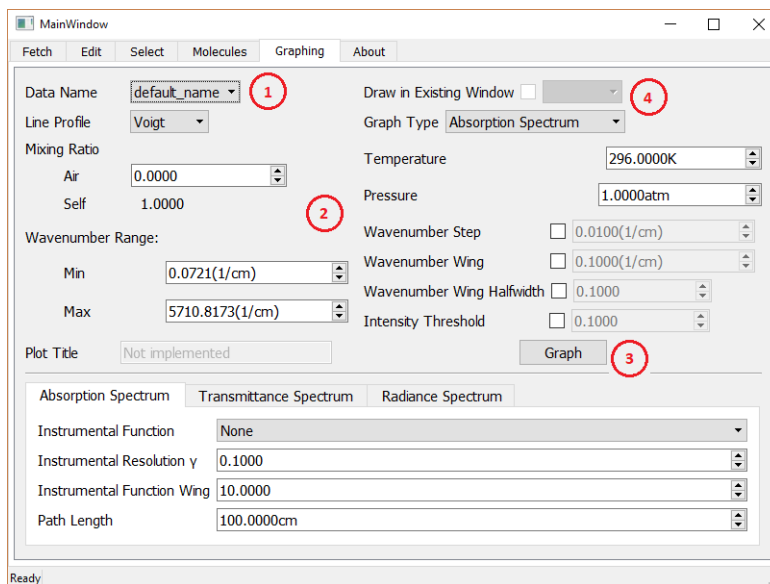 MainWindow
Fetch Edit Select Molecules Graphing About
Data Name default_name 1 Draw in Existing Window 4
Line Profile Voigt Graph Type Absorption Spectrum
Mixing Ratio
Temperature 296.0000K
Air 0.0000
Pressure 1.0000atm
Self 1.0000
2
Wavenumber Step 0.0100(1/cm)
Wavenumber Range:
Wavenumber Wing 0.1000(1/cm)
Min 0.0721(1/cm)
Wavenumber Wing Halfwidth 0.1000
Max 5710.8173(1/cm)
Intensity Threshold 0.1000
Plot Title Not implemented Graph 3
Absorption Spectrum Transmittance Spectrum Radiance Spectrum
Instrumental Function None
Instrumental Resolution γ 0.1000
Instrumental Function Wing 10.0000
Path Length 100.0000cm
Ready